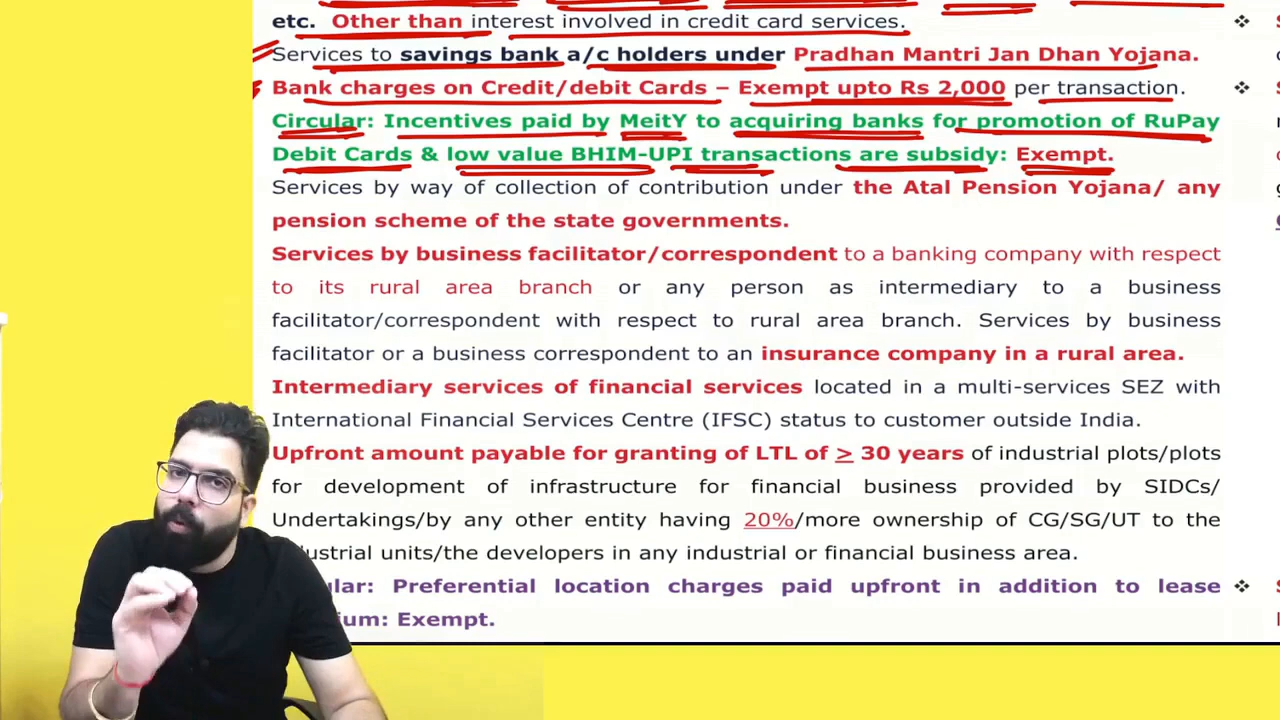 etc. Other than interest involved in credit card services.
Services to savings bank a/c holders under Pradhan Mantri Jan Dhan Yojana.
Bank charges on Credit/debit Cards – Exempt upto Rs 2,000 per transaction.
Circular: Incentives paid by MeitY to acquiring banks for promotion of RuPay
Debit Cards & low value BHIM-UPI transactions are subsidy: Exempt.
Services by way of collection of contribution under the Atal Pension Yojana/ any
pension scheme of the state governments.
Services by business facilitator/correspondent to a banking company with respect
to its rural area branch or any person as intermediary to a business
facilitator/correspondent with respect to rural area branch. Services by business
facilitator or a business correspondent to an insurance company in a rural area.
Intermediary services of financial services located in a multi-services SEZ with
International Financial Services Centre (IFSC) status to customer outside India.
Upfront amount payable for granting of LTL of ≥ 30 years of industrial plots/plots
for development of infrastructure for financial business provided by SIDCs/
Undertakings/by any other entity having 20%/more ownership of CG/SG/UT to the
ustrial units/the developers in any industrial or financial business area.
lar: Preferential location charges paid upfront in addition to lease
ium: Exempt.